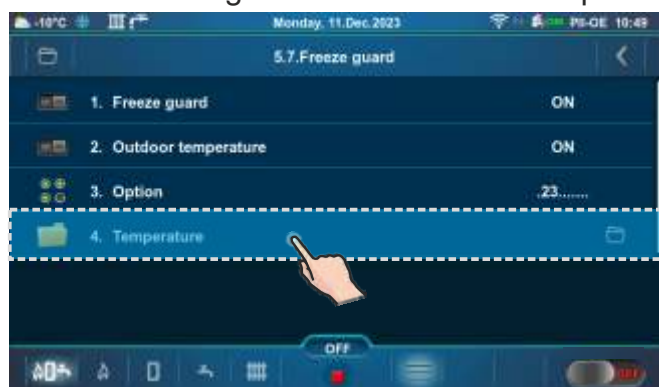 -10°C Monday, 11.Dec.2023 PII-OE 10:49
5.7.Freeze guard
1. Freeze guard ON
2. Outdoor temperature ON
3. Option .23.......
4. Temperature
OFF
OFF